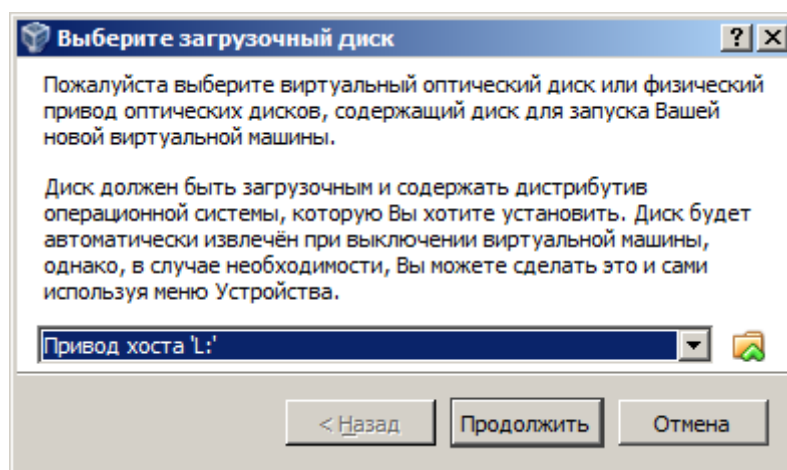 Выберите загрузочный диск
Пожалуйста выберите виртуальный оптический диск или физический
привод оптических дисков, содержащий диск для запуска Вашей
новой виртуальной машины.
Диск должен быть загрузочным и содержать дистрибутив
операционной системы, которую Вы хотите установить. Диск будет
автоматически извлечён при выключении виртуальной машины,
однако, в случае необходимости, Вы можете сделать это и сами
используя меню Устройства.
Привод хоста 'L:'
< Назад Продолжить Отмена